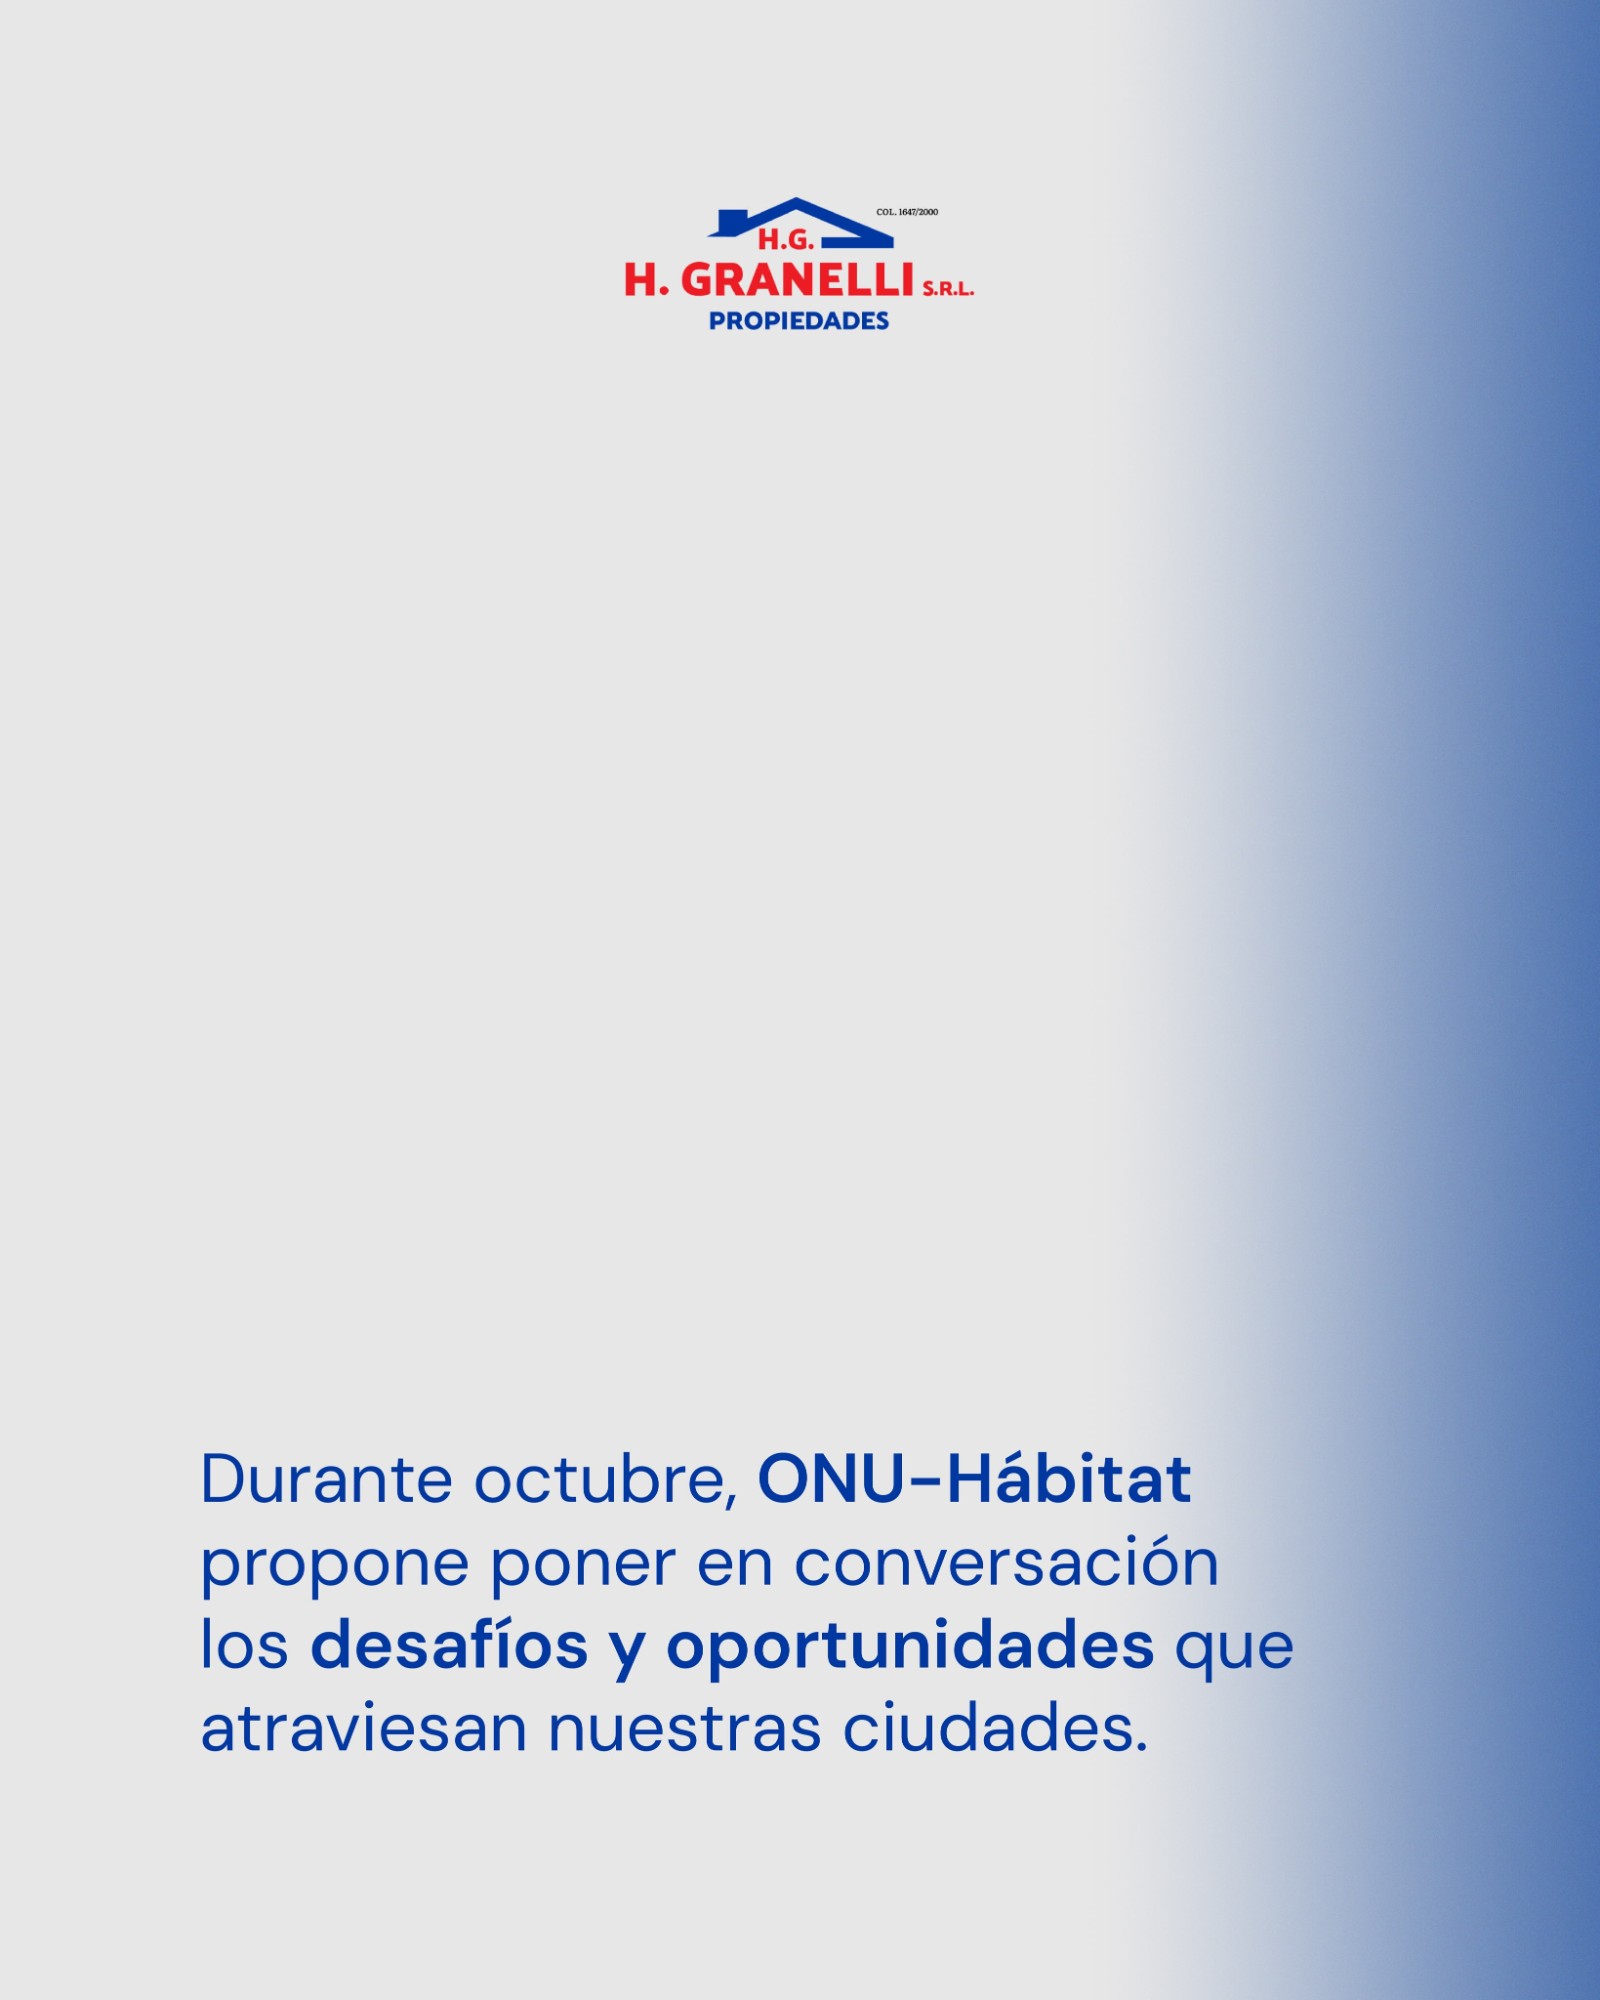 COL. 1647/2000
H.G.
H. GRANELLI S.R.L.
PROPIEDADES
Durante octubre, ONU-Hábitat
propone poner en conversación
los desafíos y oportunidades que
atraviesan nuestras ciudades.